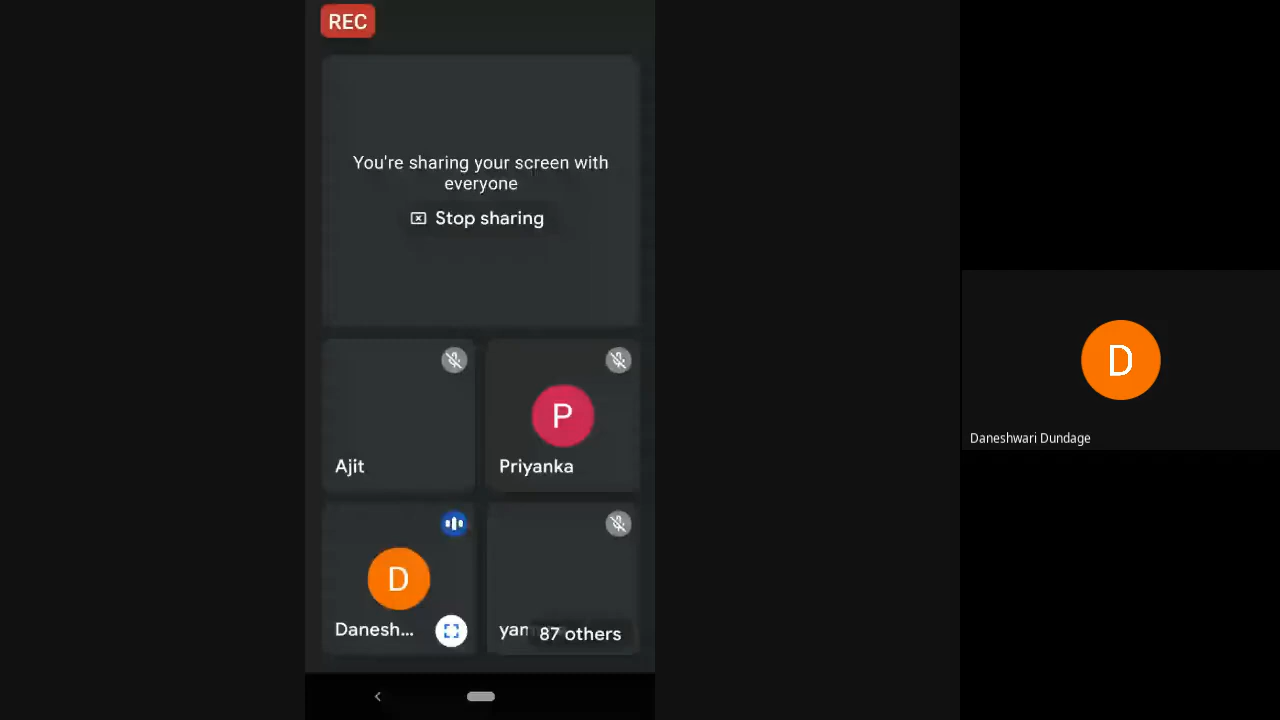 REC
You're sharing your screen with
everyone
Stop sharing
Ajit
P
Priyanka
D
Danesh...
87 others
D
Daneshwari Dundage